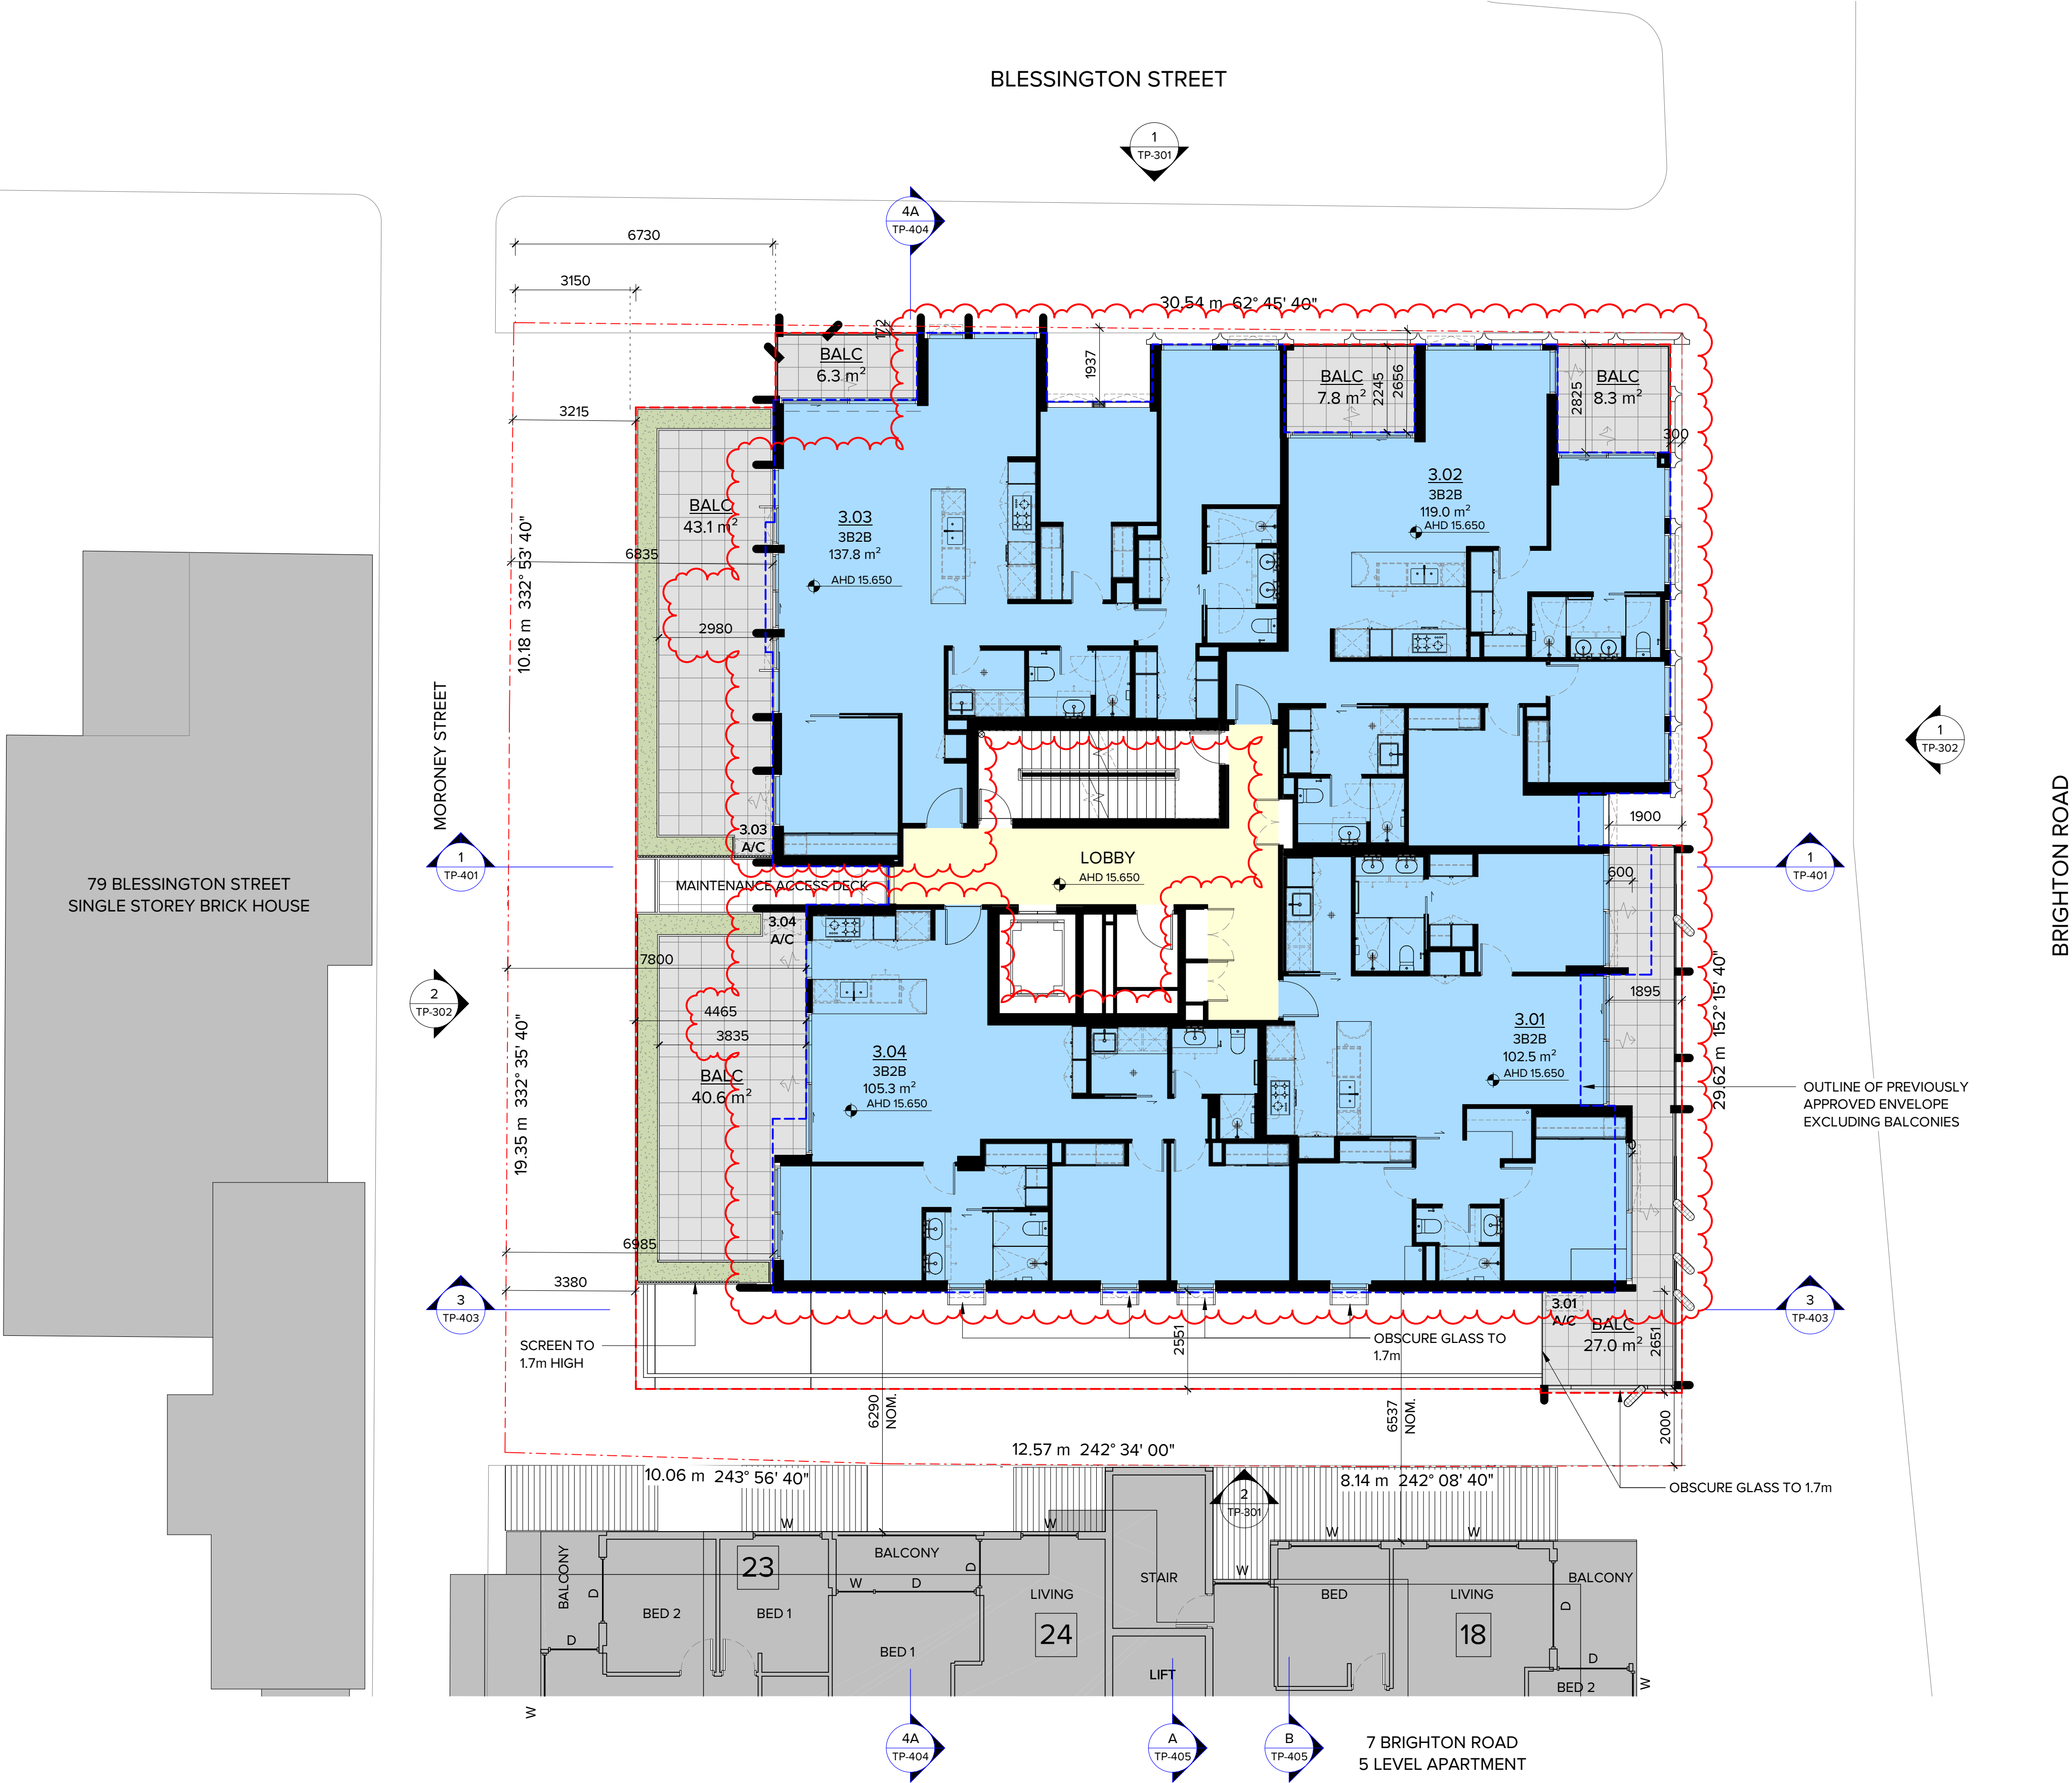 BLESSINGTON STREET
1
TP-301
4A
TP-404
6730
3150
30.54 m  62° 45' 40"
172
BALC
6.3 m²
1937
BALC
7.8 m²
2245
2656
BALC
8.3 m²
2825
300
3215
10.18 m  332° 53' 40"
BALC
43.1 m²
6835
2980
3.03
3B2B
137.8 m²
AHD 15.650
3.02
3B2B
119.0 m²
AHD 15.650
MORONEY STREET
BRIGHTON ROAD
1
TP-302
1
TP-401
3.03
A/C
MAINTENANCE ACCESS DECK
LOBBY
AHD 15.650
1900
600
1
TP-401
79 BLESSINGTON STREET
SINGLE STOREY BRICK HOUSE
3.04
A/C
7800
2
TP-302
4465
3835
BALC
40.6 m²
19.35 m  332° 35' 40"
3.04
3B2B
105.3 m²
AHD 15.650
3.01
3B2B
102.5 m²
AHD 15.650
1895
29.62 m  152° 15' 40"
OUTLINE OF PREVIOUSLY
APPROVED ENVELOPE
EXCLUDING BALCONIES
6985
3380
3
TP-403
3
TP-403
SCREEN TO
1.7m HIGH
2551
OBSCURE GLASS TO
1.7m
3.01
A/C
BALC
27.0 m²
2651
6290
NOM.
6537
NOM.
2000
12.57 m  242° 34' 00"
10.06 m  243° 56' 40"
8.14 m  242° 08' 40"
OBSCURE GLASS TO 1.7m
2
TP-301
W
W
W
W
W
BALCONY
D
D
BED 2
23
BED 1
BALCONY
W
D
D
BED 1
LIVING
24
STAIR
LIFT
BED
LIVING
18
BALCONY
D
D
BED 2
W
W
4A
TP-404
A
TP-405
B
TP-405
7 BRIGHTON ROAD
5 LEVEL APARTMENT